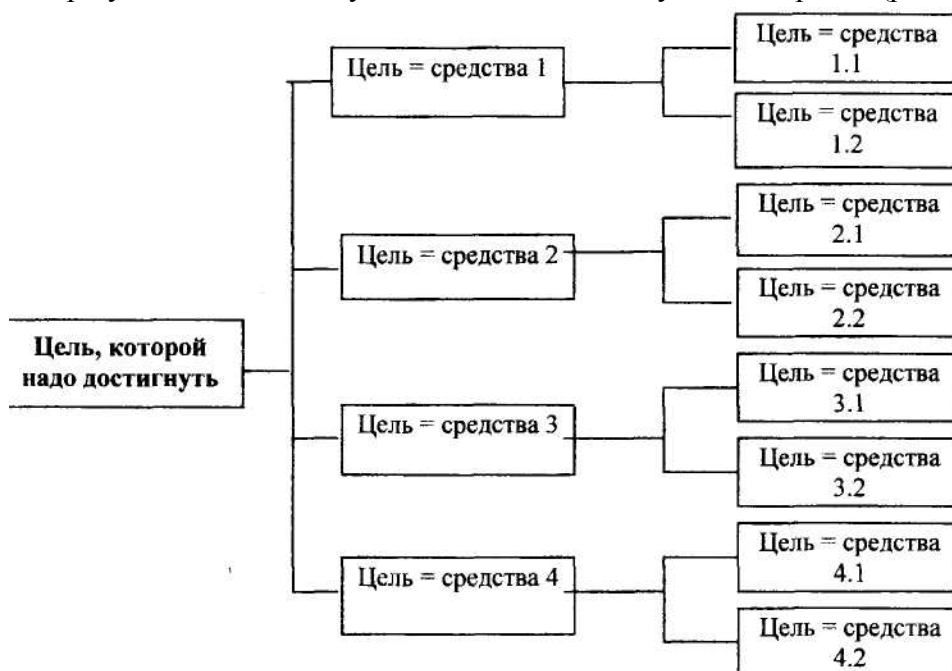 Цель = средства 1
Цель = средства
1.1
Цель = средства
1.2
Цель = средства 2
Цель = средства
2.1
Цель = средства
2.2
Цель, которой
надо достигнуть
Цель = средства 3
Цель = средства
3.1
Цель = средства
3.2
Цель = средства 4
Цель = средства
4.1
Цель = средства
4.2